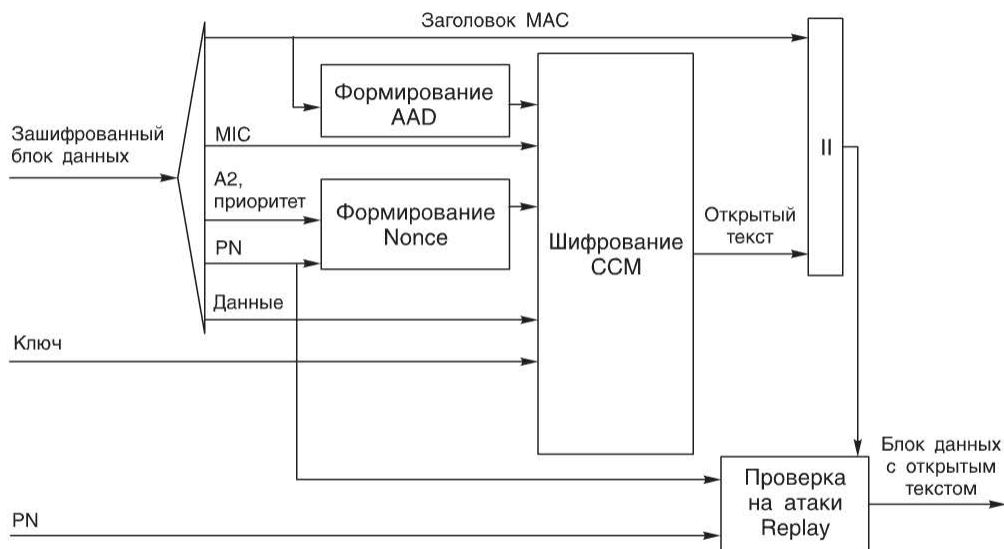 Заголовок MAC
Формирование
AAD
Зашифрованный
блок данных
MIC
A2,
приоритет
Формирование
Nonce
PN
Данные
Ключ
Шифрование
CCM
Открытый
текст
II
Блок данных
с открытым
текстом
Проверка
на атаки
Replay
PN